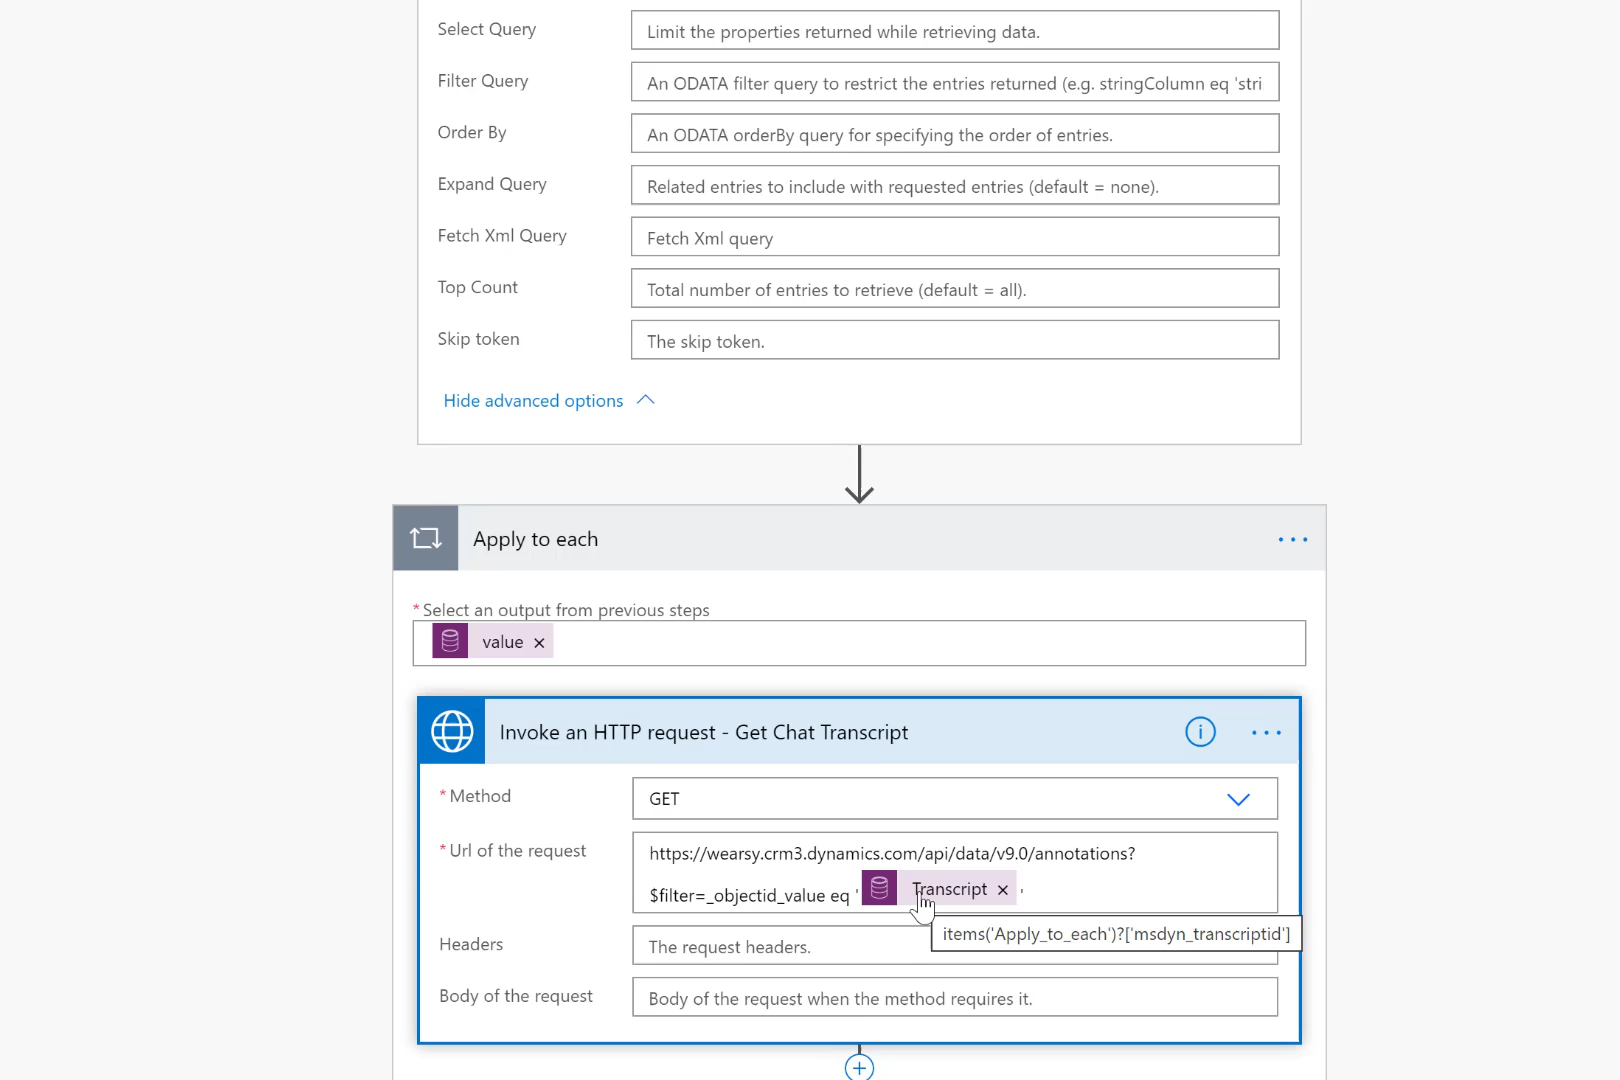 Select Query
Limit the properties returned while retrieving data.
Filter Query
An ODATA filter query to restrict the entries returned (e.g. stringColumn eq 'stri
Order By
An ODATA orderBy query for specifying the order of entries.
Expand Query
Related entries to include with requested entries (default = none).
Fetch Xml Query
Fetch Xml query
Top Count
Total number of entries to retrieve (default = all).
Skip token
The skip token.
Hide advanced options
Apply to each
* Select an output from previous steps
value ×
Invoke an HTTP request - Get Chat Transcript
* Method
GET
* Url of the request
https://wearsy.crm3.dynamics.com/api/data/v9.0/annotations?
$filter=_objectid_value eq ' Transcript × '
items('Apply_to_each')?['msdyn_transcriptid']
Headers
The request headers.
Body of the request
Body of the request when the method requires it.